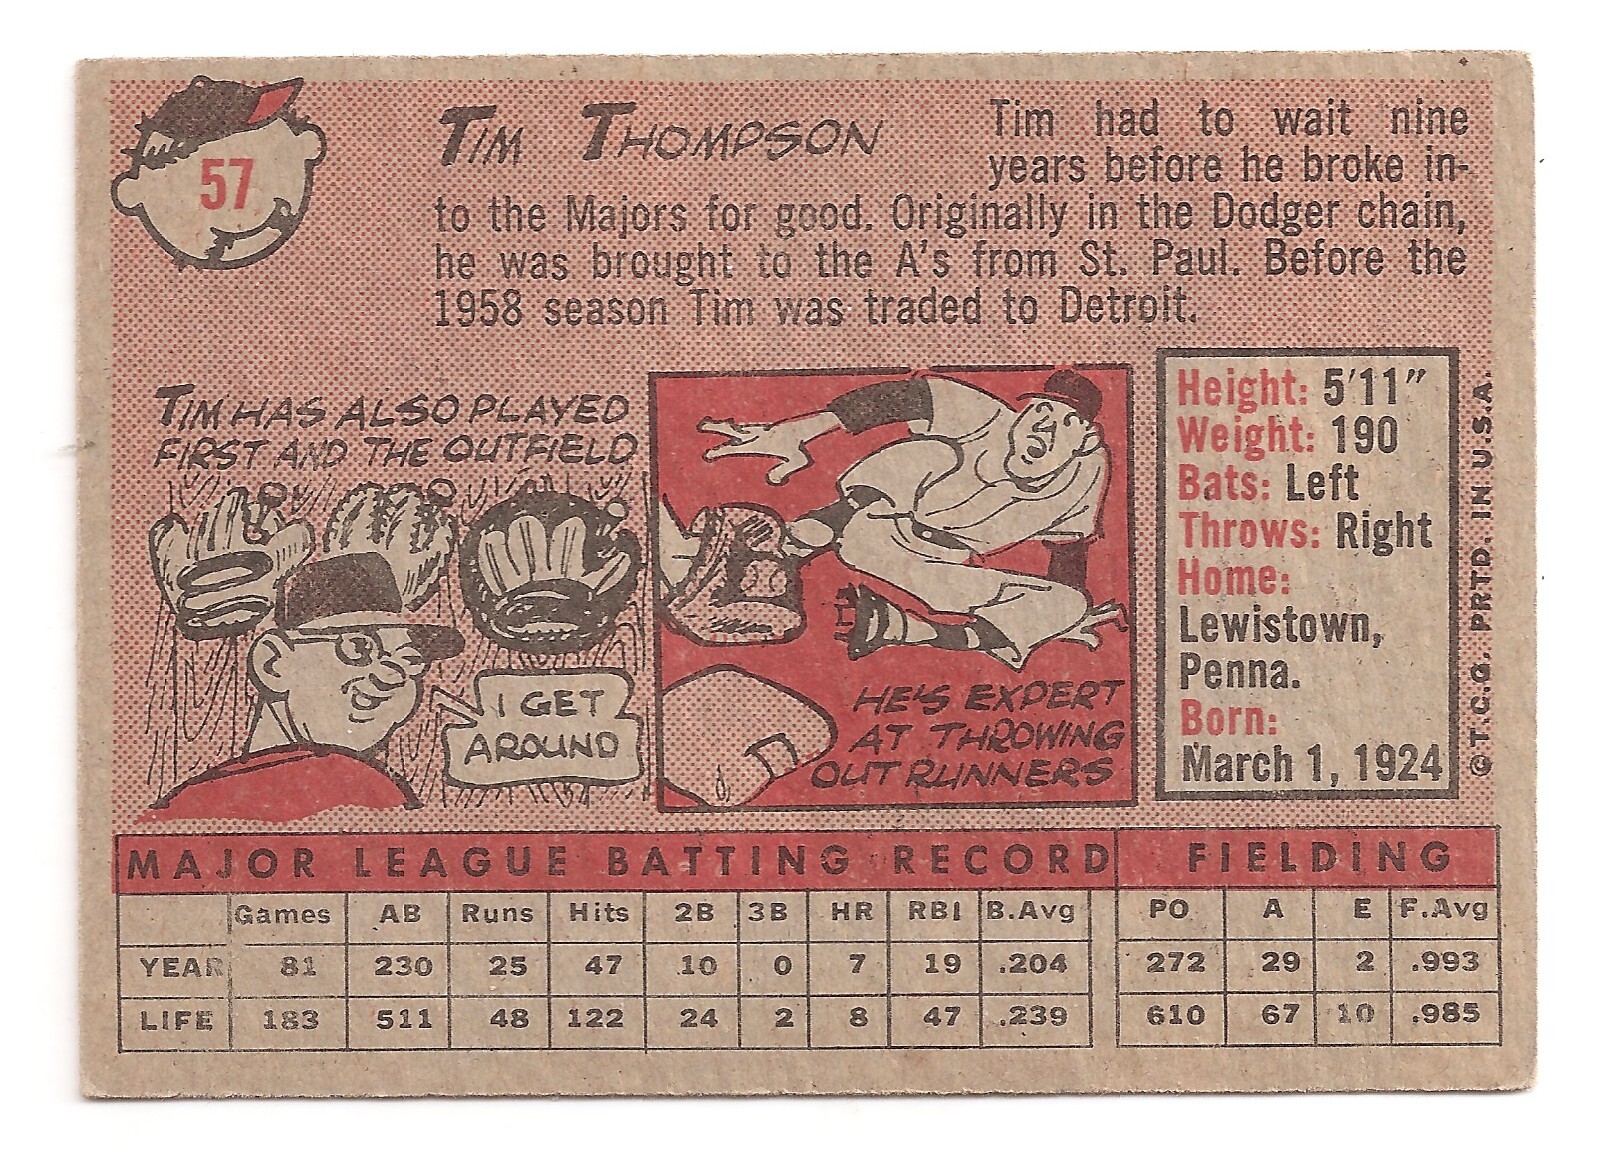 57
Tim Thompson
Tim had to wait nine
years before he broke in-
to the Majors for good. Originally in the Dodger chain,
he was brought to the A's from St. Paul. Before the
1958 season Tim was traded to Detroit.
TIM HAS ALSO PLAYED
FIRST AND THE OUTFIELD
I GET
AROUND
HE'S EXPERT
AT THROWING
OUT RUNNERS
Height: 5'11"
Weight: 190
Bats: Left
Throws: Right
Home:
Lewistown,
Penna.
Born:
March 1, 1924
©T.C.G. PRTD. IN U.S.A.
MAJOR LEAGUE BATTING RECORD FIELDING
Games AB Runs Hits 2B 3B HR RBI B.Avg PO A E F.Avg
YEAR 81 230 25 47 10 0 7 19 .204 272 29 2 .993
LIFE 183 511 48 122 24 2 8 47 .239 610 67 10 .985